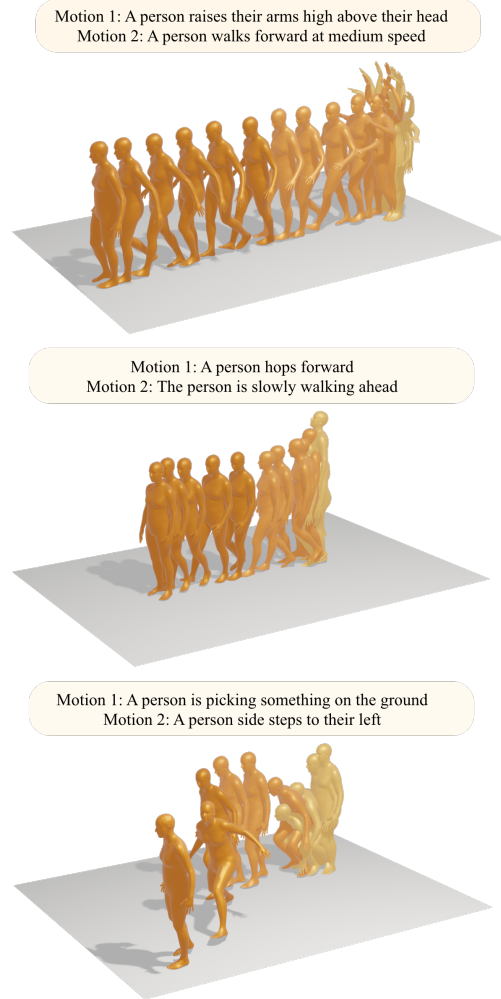 Motion 1: A person raises their arms high above their head
Motion 2: A person walks forward at medium speed
Motion 1: A person hops forward
Motion 2: The person is slowly walking ahead
Motion 1: A person is picking something on the ground
Motion 2: A person side steps to their left